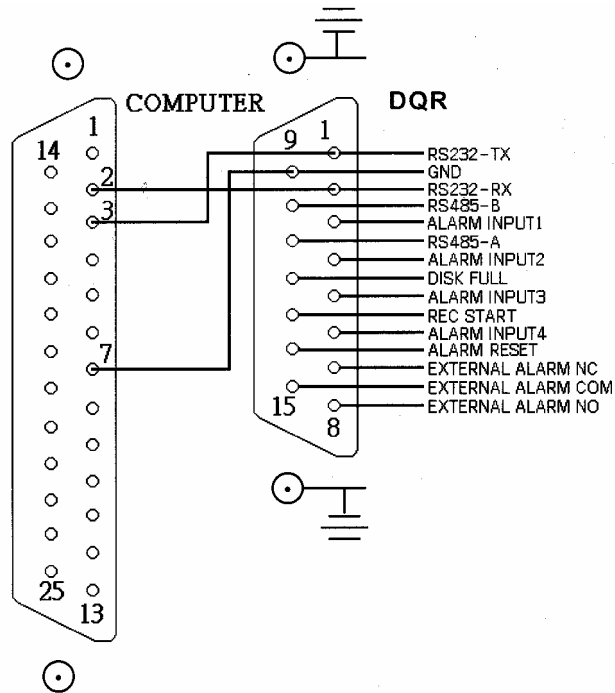 COMPUTER
DQR
1
14
2
3
7
25
13
9
1
15
8
RS232-TX
GND
RS232-RX
RS485-B
ALARM INPUT1
RS485-A
ALARM INPUT2
DISK FULL
ALARM INPUT3
REC START
ALARM INPUT4
ALARM RESET
EXTERNAL ALARM NC
EXTERNAL ALARM COM
EXTERNAL ALARM NO